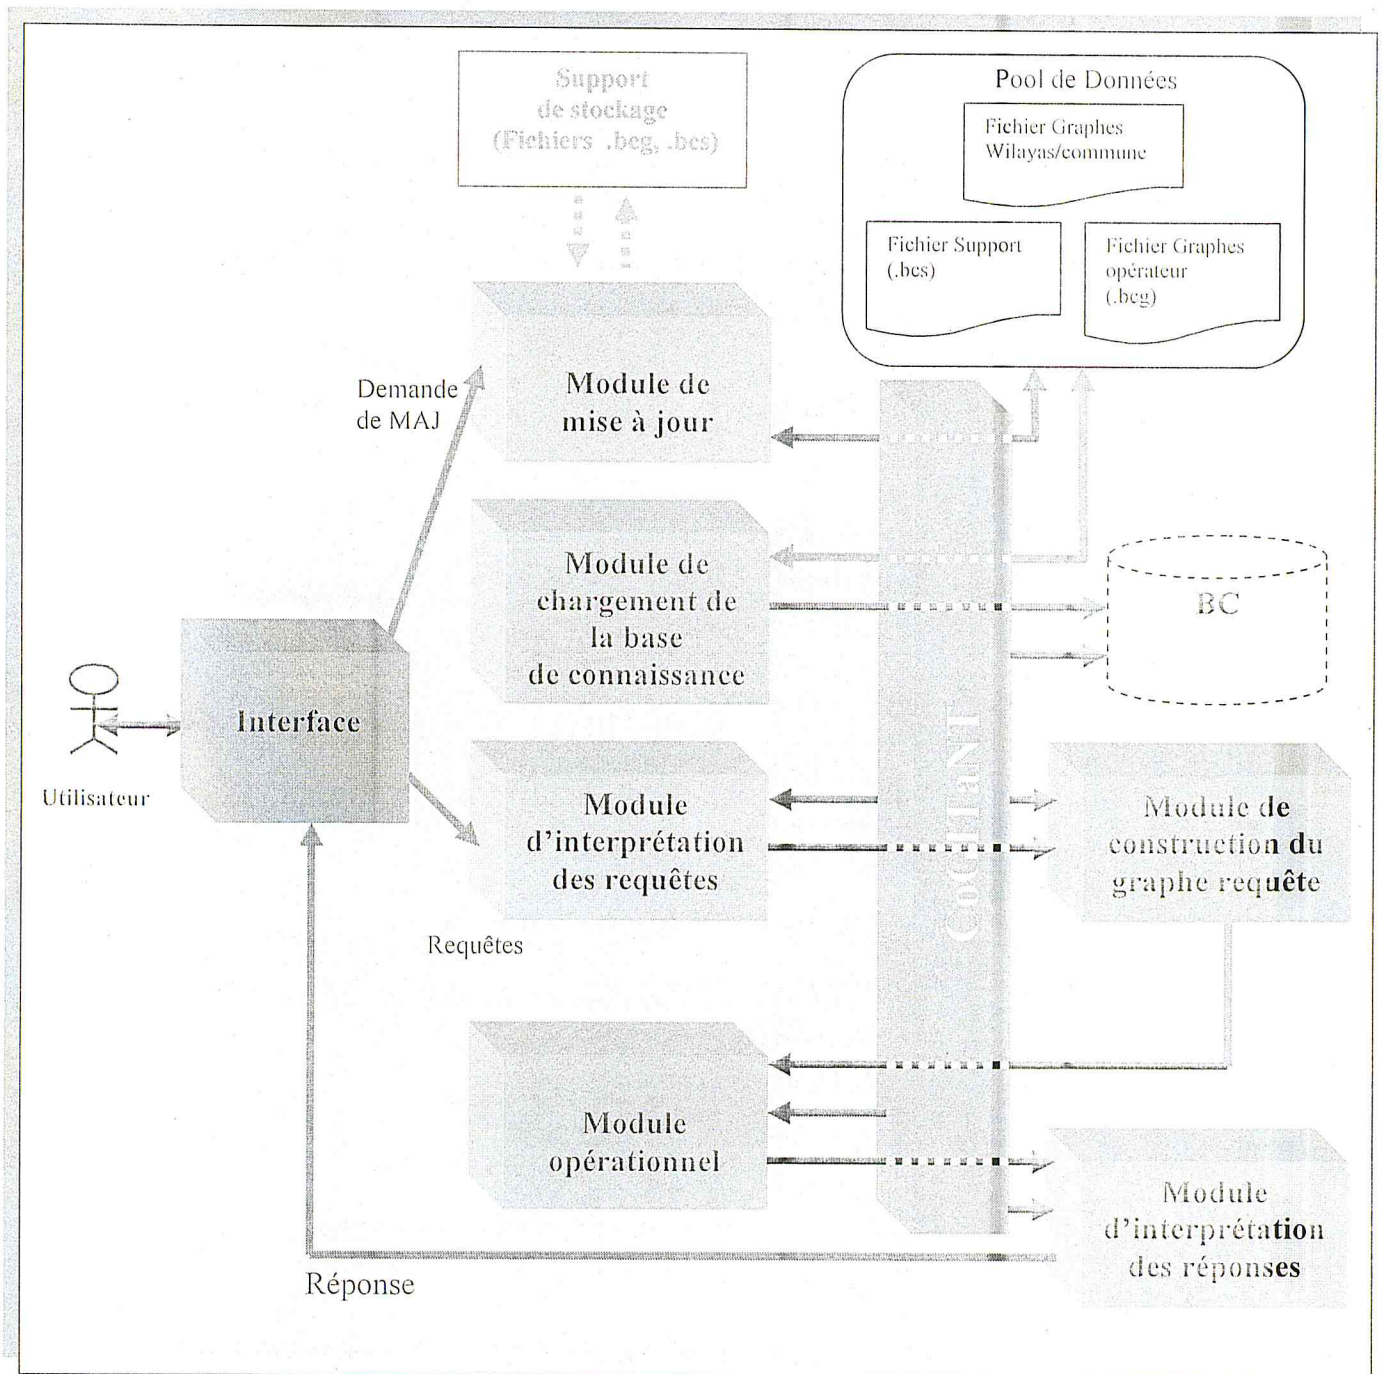 Support
de stockage
(Fichiers .bcg, .bcs)
Pool de Données
Fichier Graphes
Wilayas/commune
Fichier Support
(.bcs)
Fichier Graphes
opérateur
(.bcg)
Demande
de MAJ
Module de
mise à jour
Module de
chargement de
la base
de connaissance
BC
Interface
Utilisateur
CoGITaNT
Module
d'interprétation
des requêtes
Module de
construction du
graphe requête
Requêtes
Module
opérationnel
Module
d'interprétation
des réponses
Réponse